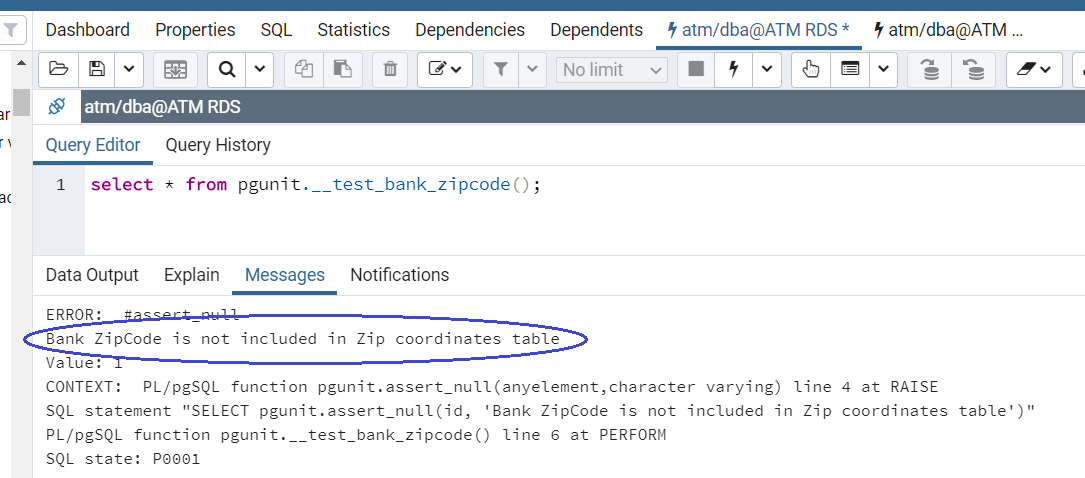 Dashboard Properties SQL Statistics Dependencies Dependents atm/dba@ATM RDS * atm/dba@ATM ...
No limit
ar
atm/dba@ATM RDS
r v
Query Editor Query History
1 select * from pgunit.__test_bank_zipcode();
ac
Data Output Explain Messages Notifications
ERROR: #assert_null
Bank ZipCode is not included in Zip coordinates table
Value: 1
CONTEXT: PL/pgSQL function pgunit.assert_null(anyelement,character varying) line 4 at RAISE
SQL statement "SELECT pgunit.assert_null(id, 'Bank ZipCode is not included in Zip coordinates table')"
PL/pgSQL function pgunit.__test_bank_zipcode() line 6 at PERFORM
SQL state: P0001